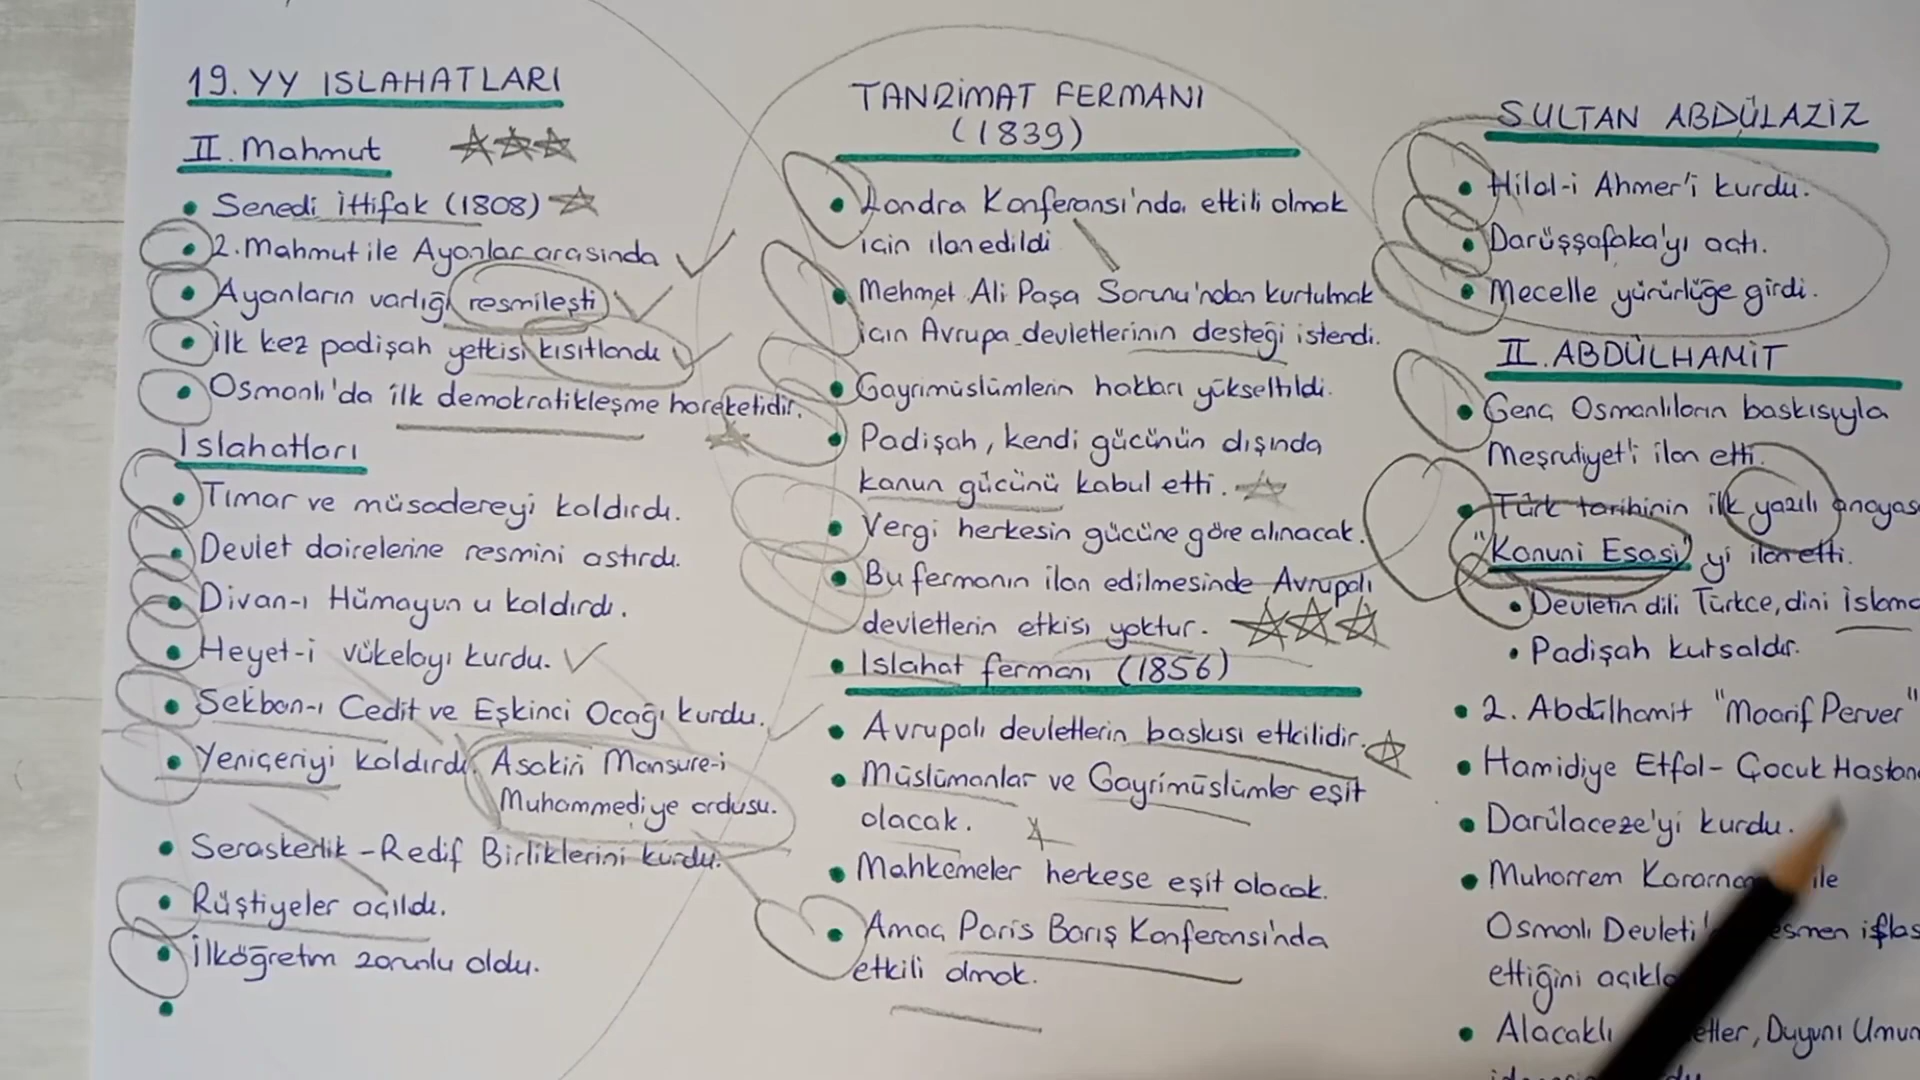 19. YY ISLAHATLARI
II. Mahmut
Senedi İttifak (1808)
2. Mahmut ile Ayanlar arasında
Ayanların varlığı resmileşti
İlk kez padişah yetkisi kısıtlandı
Osmanlı'da ilk demokratikleşme hareketidir.
Islahatları
Tımar ve müsadereyi kaldırdı.
Devlet dairelerine resmini astırdı.
Divan-ı Hümayun u kaldırdı.
Heyet-i vükelayı kurdu.
Sekban-ı Cedit ve Eşkinci Ocağı kurdu.
Yeniçeriyi kaldırdı. Asakiri Mansure-i
Muhammediye ordusu.
Seraskerlik - Redif Birliklerini kurdu.
Rüştiyeler açıldı.
İlköğretim zorunlu oldu.
TANZİMAT FERMANI
(1839)
Londra Konferansı'nda etkili olmak
için ilan edildi
Mehmet Ali Paşa Sorunu'ndan kurtulmak
için Avrupa devletlerinin desteği istendi.
Gayrimüslümlerin hakları yükseltildi.
Padişah, kendi gücünün dışında
kanun gücünü kabul etti.
Vergi herkesin gücüne göre alınacak.
Bu fermanın ilan edilmesinde Avrupalı
devletlerin etkisi yoktur.
Islahat fermanı (1856)
Avrupalı devletlerin baskısı etkilidir.
Müslümanlar ve Gayrimüslümler eşit
olacak.
Mahkemeler herkese eşit olacak.
Amaç Paris Barış Konferansı'nda
etkili olmak.
SULTAN ABDÜLAZİZ
Hilal-i Ahmer'i kurdu.
Darüşşafaka'yı açtı.
Mecelle yürürlüğe girdi.
II. ABDÜLHAMİT
Genç Osmanlıların baskısıyla
Meşrutiyet'i ilan etti.
Türk tarihinin ilk yazılı anayas
"Kanuni Esasi" yi ilan etti.
Devletin dili Türkce, dini İslam
Padişah kutsaldır.
2. Abdülhamit "Maarif Perver"
Hamidiye Etfal - Çocuk Hastan
Darülaceze'yi kurdu.
Muharrem ile
Osmanlı Devleti' iflas
ettiğini
Alacaklı Duyunı Umum